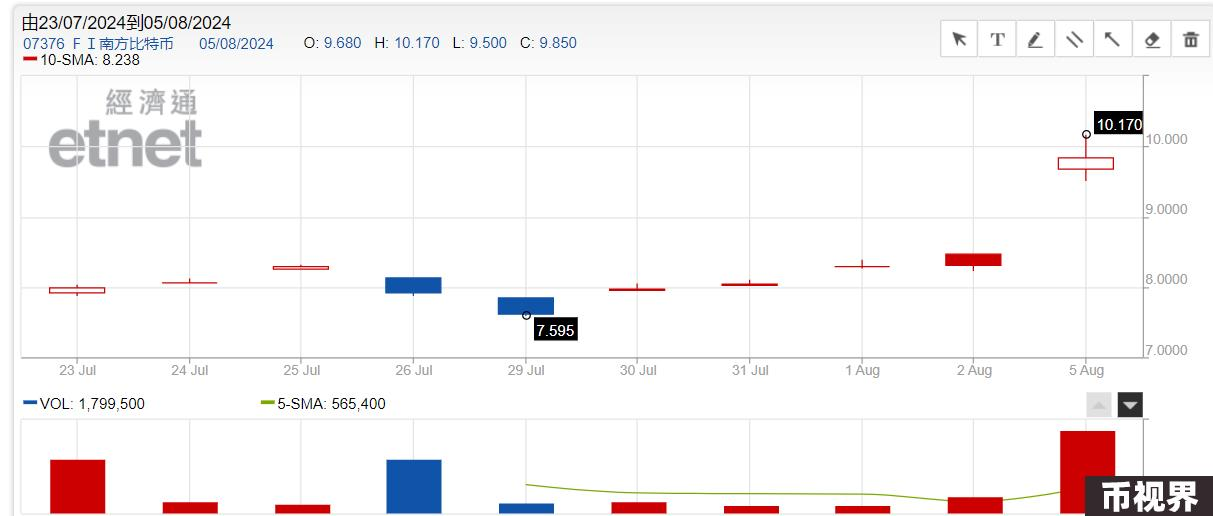 由23/07/2024到05/08/2024
07376 ＦＩ南方比特币 05/08/2024 O: 9.680 H: 10.170 L: 9.500 C: 9.850
T
10-SMA: 8.238
經濟通
etnet
10.170
10.000
9.0000
8.0000
7.595
7.0000
23 Jul 24 Jul 25 Jul 26 Jul 29 Jul 30 Jul 31 Jul 1 Aug 2 Aug 5 Aug
VOL: 1,799,500 5-SMA: 565,400
币视界